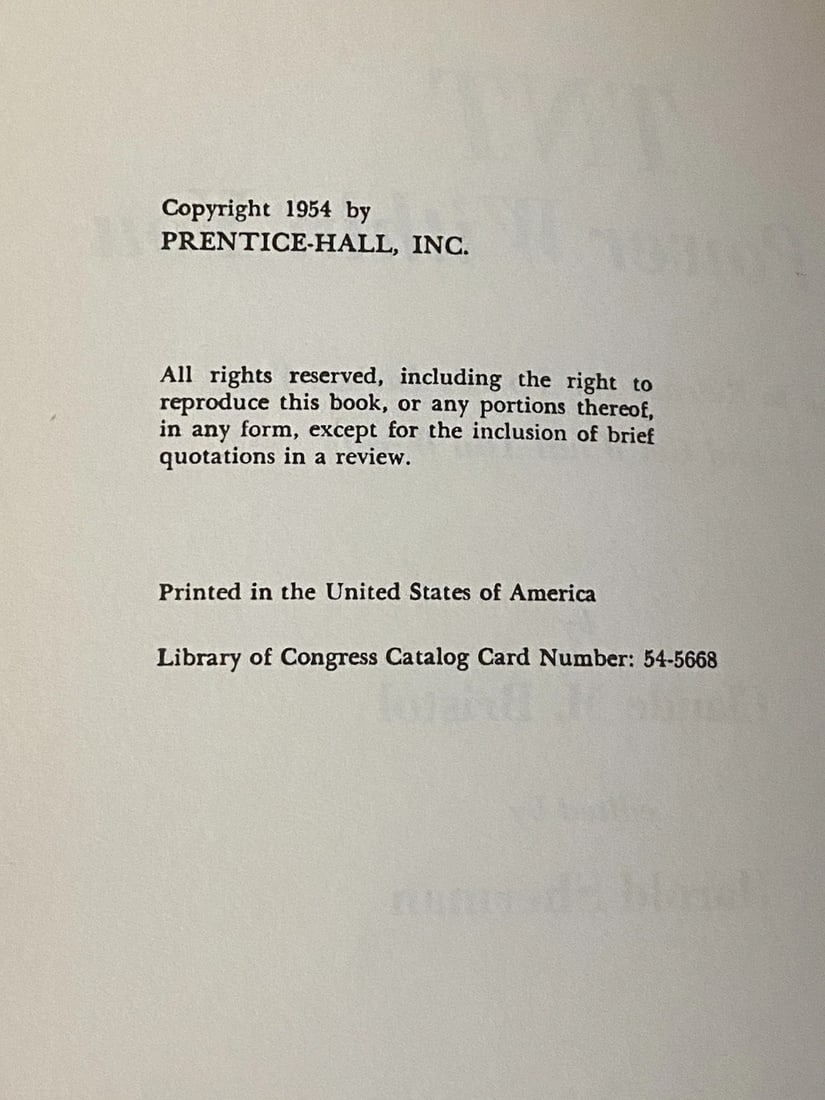 Copyright 1954 by
PRENTICE-HALL, INC.
All rights reserved, including the right to
reproduce this book, or any portions thereof,
in any form, except for the inclusion of brief
quotations in a review.
Printed in the United States of America
Library of Congress Catalog Card Number: 54-5668